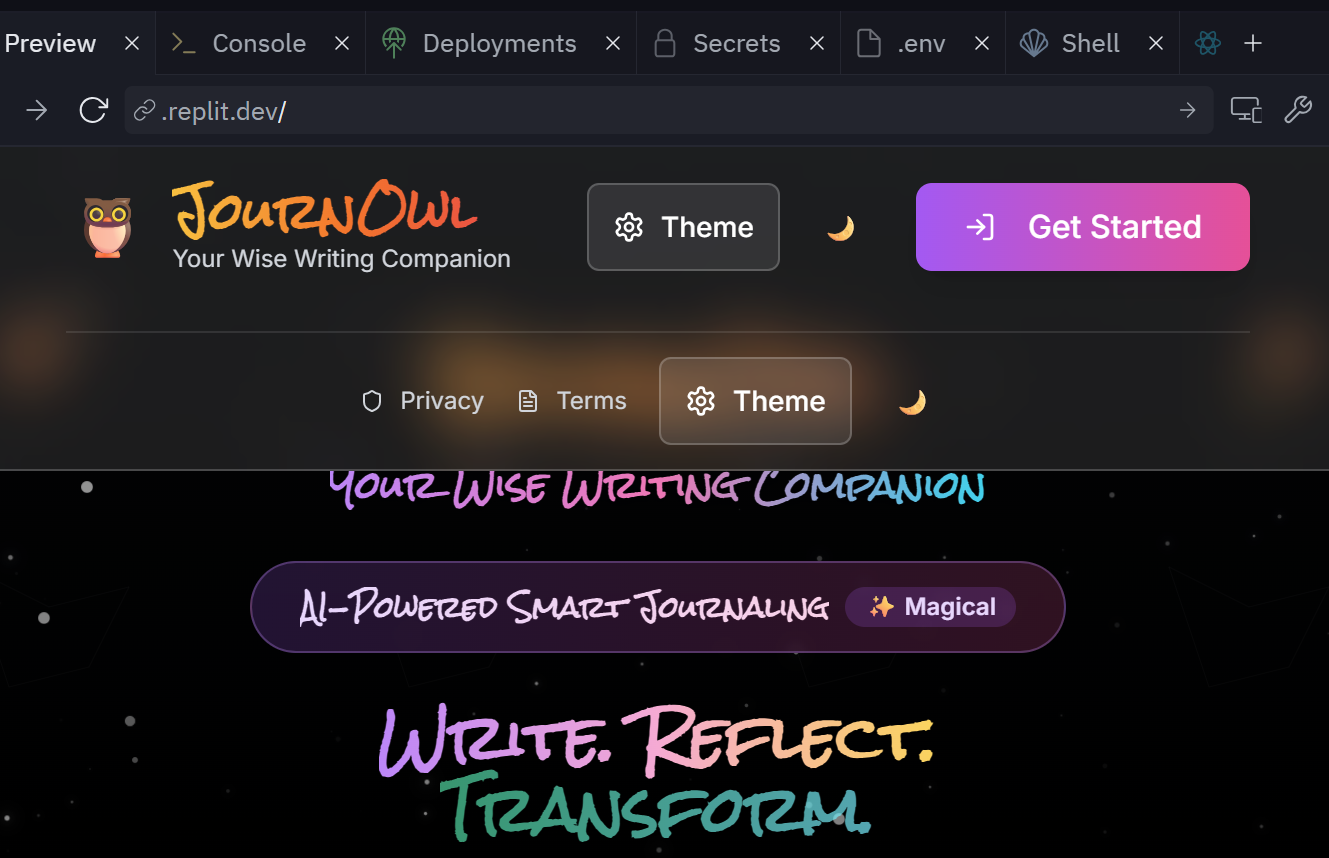 Preview Console Deployments Secrets .env Shell
.replit.dev/
JournOwl
Your Wise Writing Companion
Theme
Get Started
Privacy Terms Theme
Your Wise Writing Companion
AI-Powered Smart Journaling ✨ Magical
Write. Reflect.
Transform.